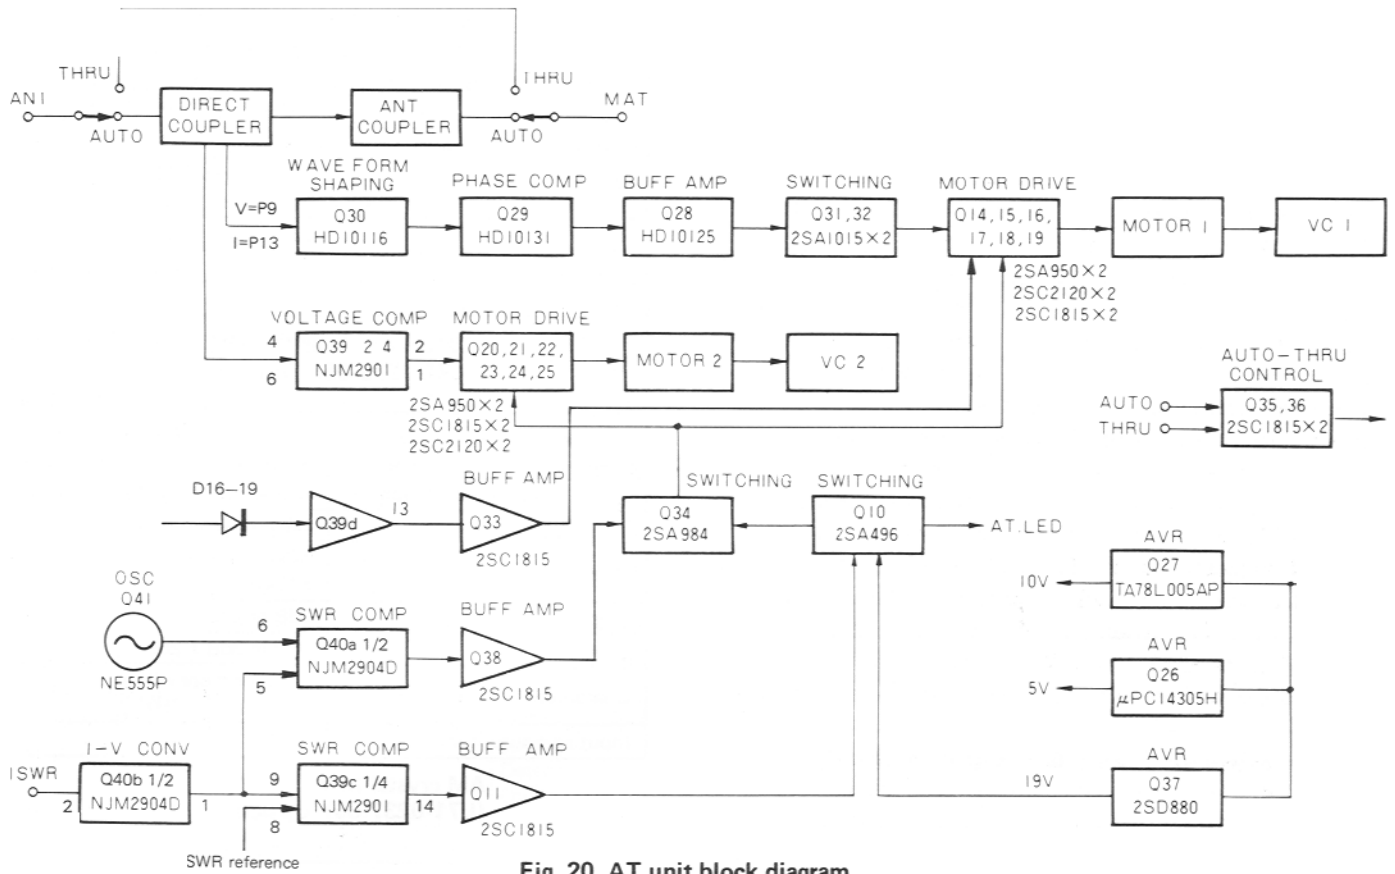 THRU
THRU
ANI
MAT
DIRECT
COUPLER
ANT
COUPLER
AUTO
AUTO
WAVE FORM
SHAPING
PHASE COMP
BUFF AMP
SWITCHING
MOTOR DRIVE
V=P9
I=P13
Q30
HD10116
Q29
HD10131
Q28
HD10125
Q31,32
2SA1015×2
Q14,15,16,
17,18,19
MOTOR 1
VC 1
2SA950×2
2SC2120×2
2SC1815×2
VOLTAGE COMP
MOTOR DRIVE
4
6
Q39 2 4
NJM2901
2
1
Q20,21,22,
23,24,25
MOTOR 2
VC 2
2SA950×2
2SC1815×2
2SC2120×2
AUTO-THRU
CONTROL
AUTO
THRU
Q35,36
2SC1815×2
D16-19
Q39d
13
BUFF AMP
Q33
2SC1815
SWITCHING
Q34
2SA984
SWITCHING
Q10
2SA496
AT.LED
AVR
10V
Q27
TA78L005AP
OSC
Q41
NE555P
6
5
SWR COMP
Q40a 1/2
NJM2904D
BUFF AMP
Q38
2SC1815
AVR
5V
Q26
μPC14305H
I-V CONV
ISWR
2
Q40b 1/2
NJM2904D
1
SWR COMP
9
8
Q39c 1/4
NJM2901
14
BUFF AMP
Q11
2SC1815
AVR
19V
Q37
2SD880
SWR reference
Fig. 20 AT unit block diagram